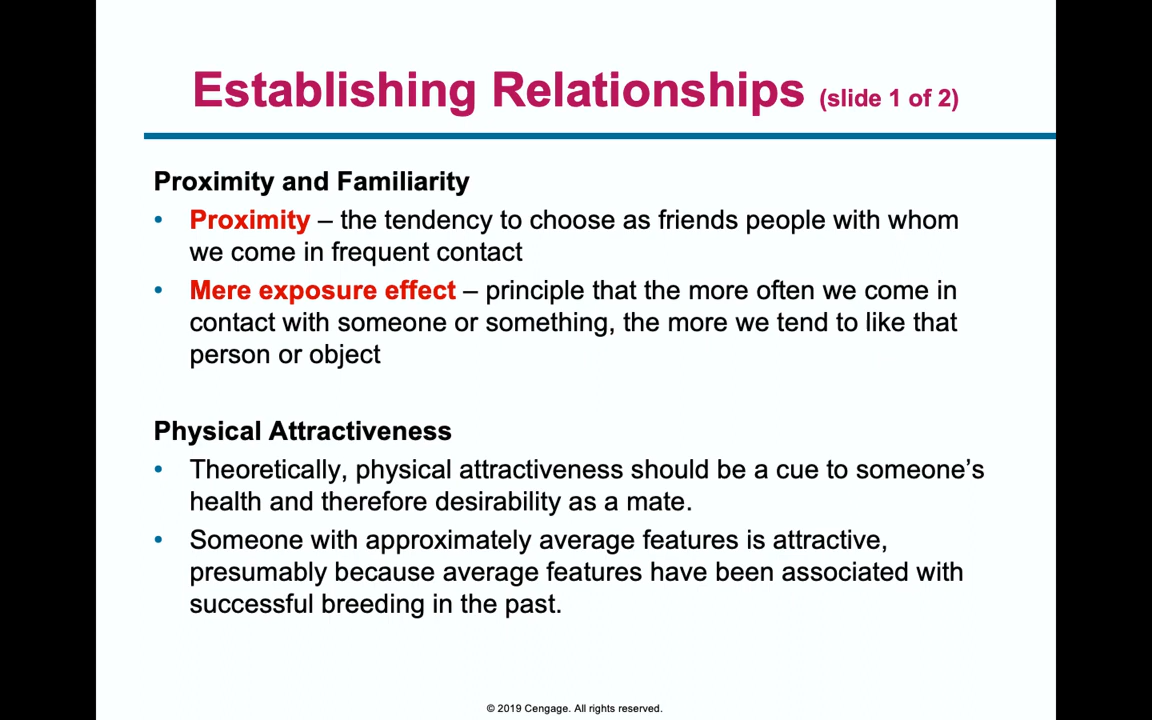 Establishing Relationships (slide 1 of 2)
Proximity and Familiarity
• Proximity – the tendency to choose as friends people with whom
we come in frequent contact
• Mere exposure effect – principle that the more often we come in
contact with someone or something, the more we tend to like that
person or object
Physical Attractiveness
• Theoretically, physical attractiveness should be a cue to someone’s
health and therefore desirability as a mate.
• Someone with approximately average features is attractive,
presumably because average features have been associated with
successful breeding in the past.
© 2019 Cengage. All rights reserved.